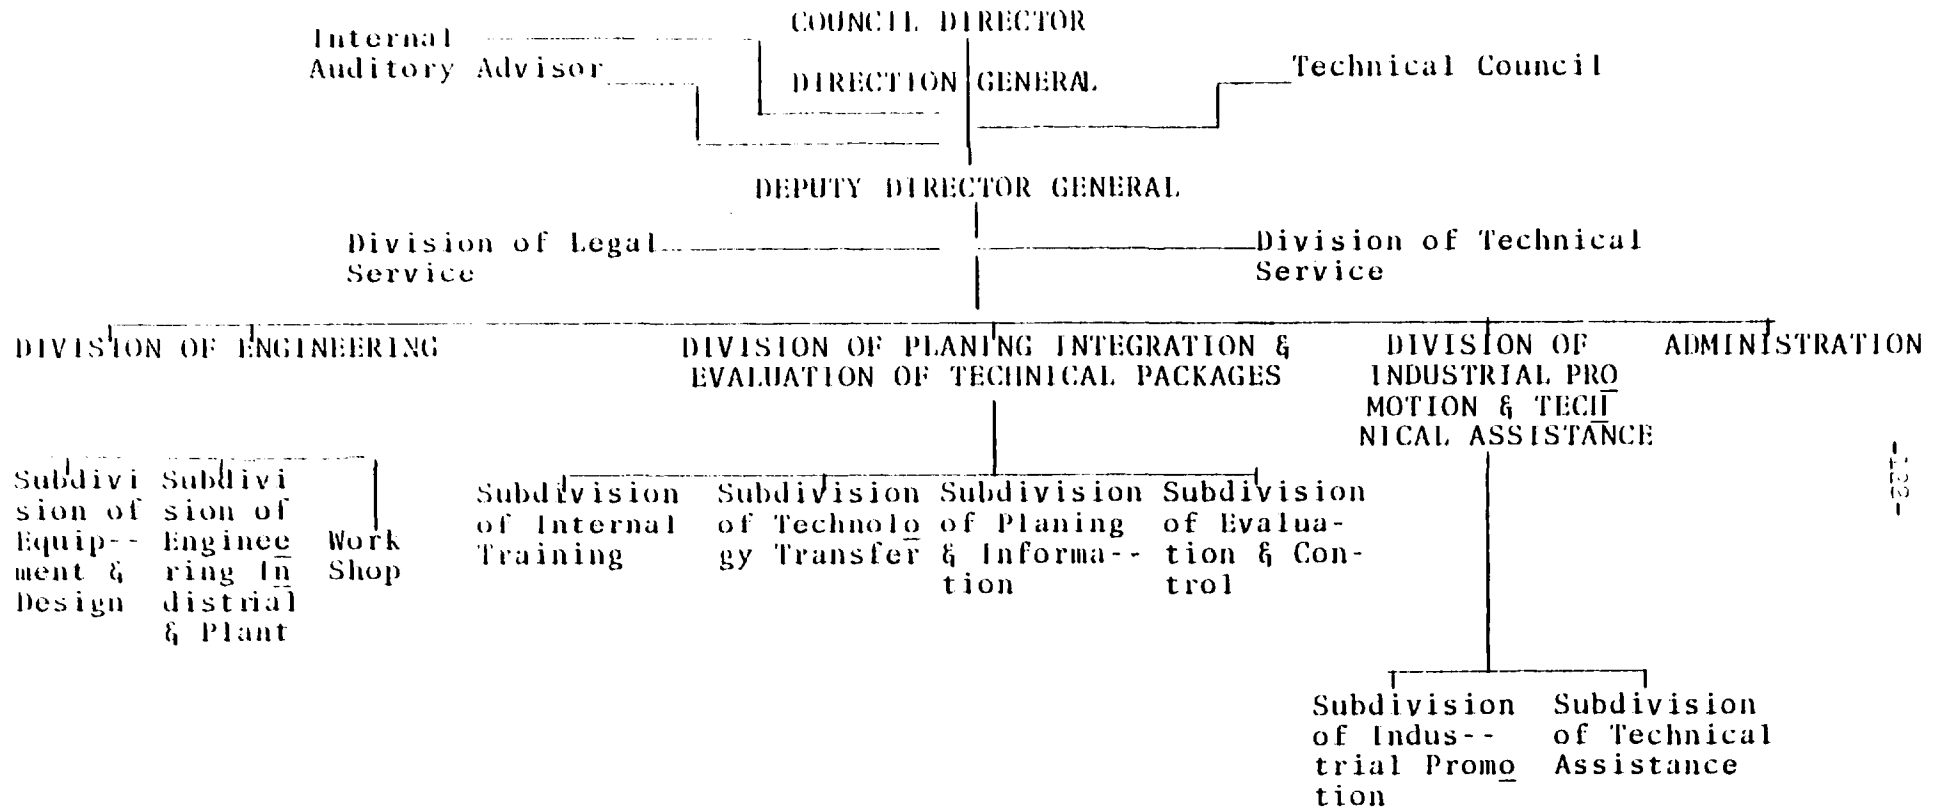 COUNCIL DIRECTOR
Internal
Auditory Advisor
DIRECTION GENERAL
Technical Council
DEPUTY DIRECTOR GENERAL
Division of Legal
Service
Division of Technical
Service
DIVISION OF ENGINEERING
DIVISION OF PLANING INTEGRATION &
EVALUATION OF TECHNICAL PACKAGES
DIVISION OF
INDUSTRIAL PRO
MOTION & TECH
NICAL ASSISTANCE
ADMINISTRATION
Subdivi
sion of
Equip--
ment &
Design
Subdivi
sion of
Enginee
ring In
distrial
& Plant
Work
Shop
Subdivision
of Internal
Training
Subdivision
of Technolo
gy Transfer
Subdivision
of Planing
& Informa--
tion
Subdivision
of Evalua-
tion & Con-
trol
Subdivision
of Indus--
trial Promo
tion
Subdivision
of Technical
Assistance